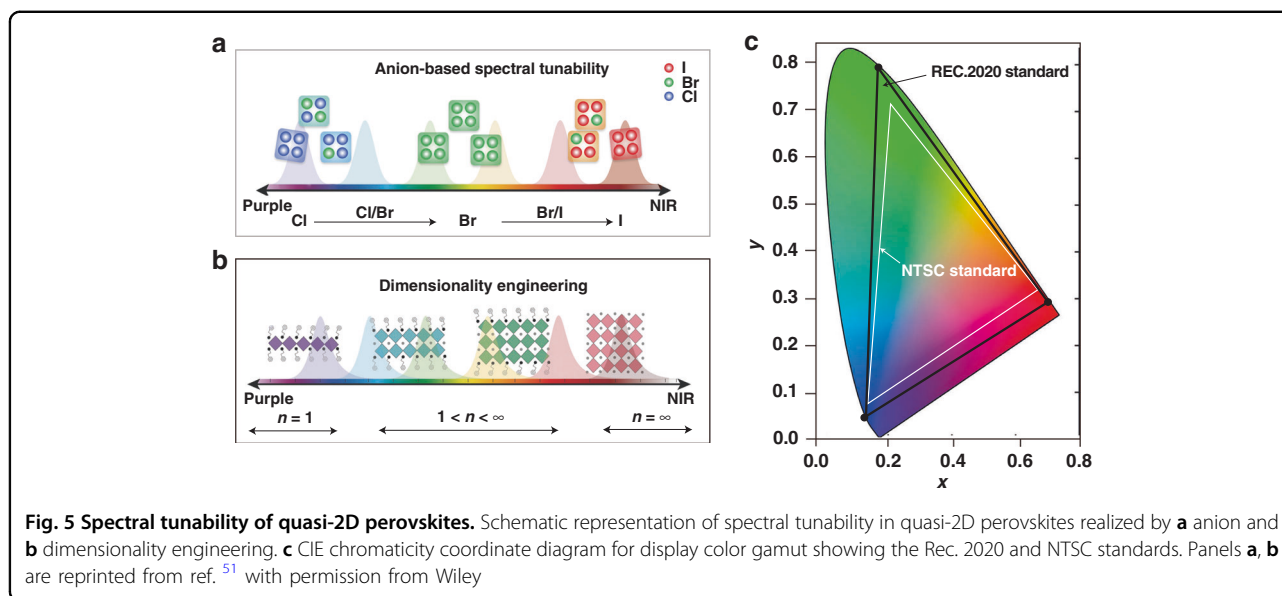 a
Anion-based spectral tunability
I
Br
Cl
Purple
NIR
Cl
Cl/Br
Br
Br/I
I
b
Dimensionality engineering
Purple
NIR
n = 1
1 < n < ∞
n = ∞
c
0.8
0.7
0.6
0.5
0.4
0.3
0.2
0.1
0.0
y
REC.2020 standard
NTSC standard
0.0
0.2
0.4
0.6
0.8
x
Fig. 5 Spectral tunability of quasi-2D perovskites. Schematic representation of spectral tunability in quasi-2D perovskites realized by a anion and
b dimensionality engineering. c CIE chromaticity coordinate diagram for display color gamut showing the Rec. 2020 and NTSC standards. Panels a, b
are reprinted from ref. 51 with permission from Wiley